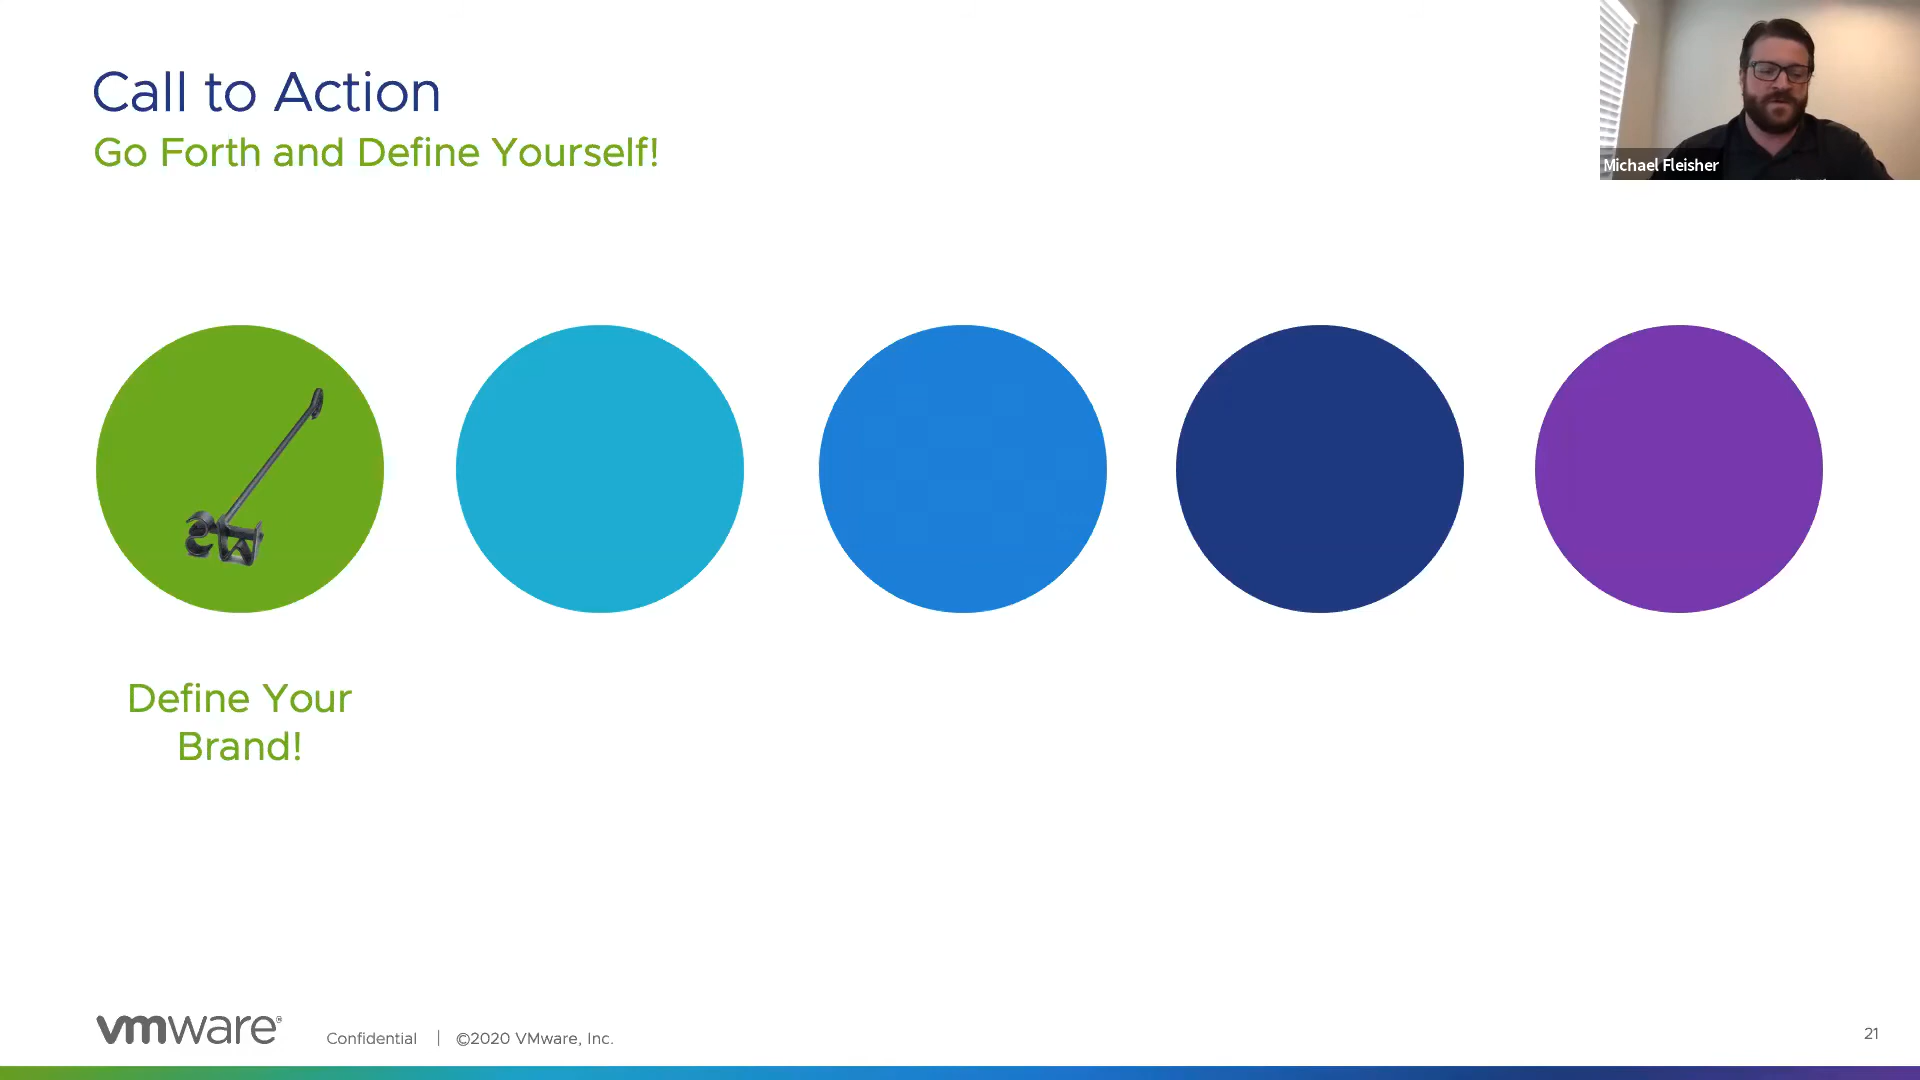 Call to Action
Go Forth and Define Yourself!
Michael Fleisher
Define Your
Brand!
vmware®
Confidential | ©2020 VMware, Inc.
21